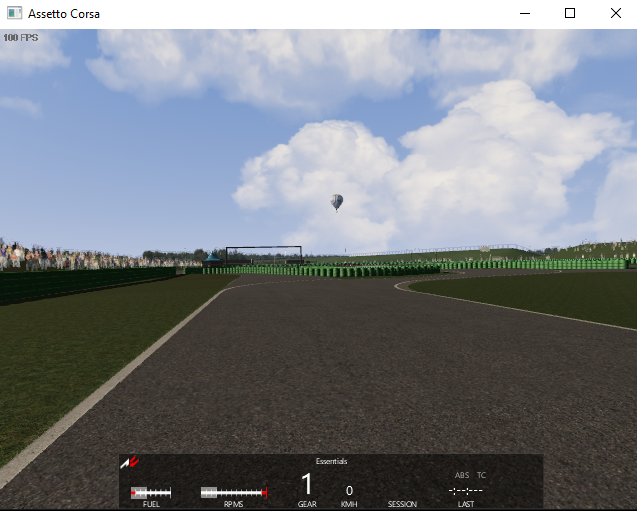 Assetto Corsa
100 FPS
Essentials
ABS TC
1 0 --:--:--
FUEL RPMS GEAR KMH SESSION LAST